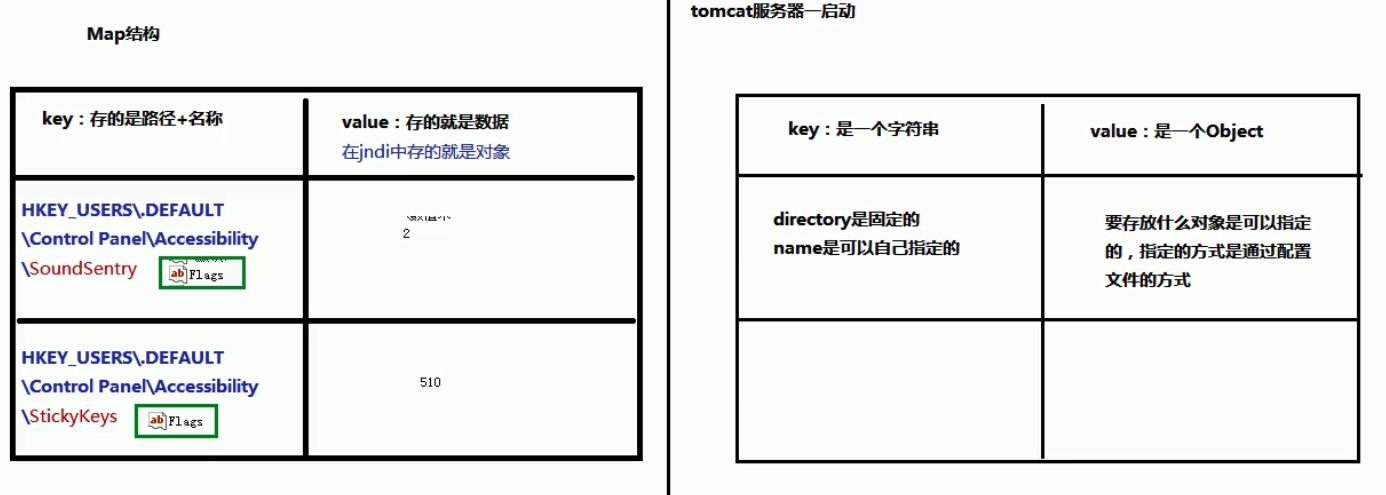 Map结构
key：存的是路径+名称
value：存的就是数据
在jndi中存的就是对象
HKEY_USERS\.DEFAULT
\Control Panel\Accessibility
\SoundSentry
ab Flags
2
HKEY_USERS\.DEFAULT
\Control Panel\Accessibility
\StickyKeys
ab Flags
510
tomcat服务器一启动
key：是一个字符串
value：是一个Object
directory是固定的
name是可以自己指定的
要存放什么对象是可以指定
的，指定的方式是通过配置
文件的方式